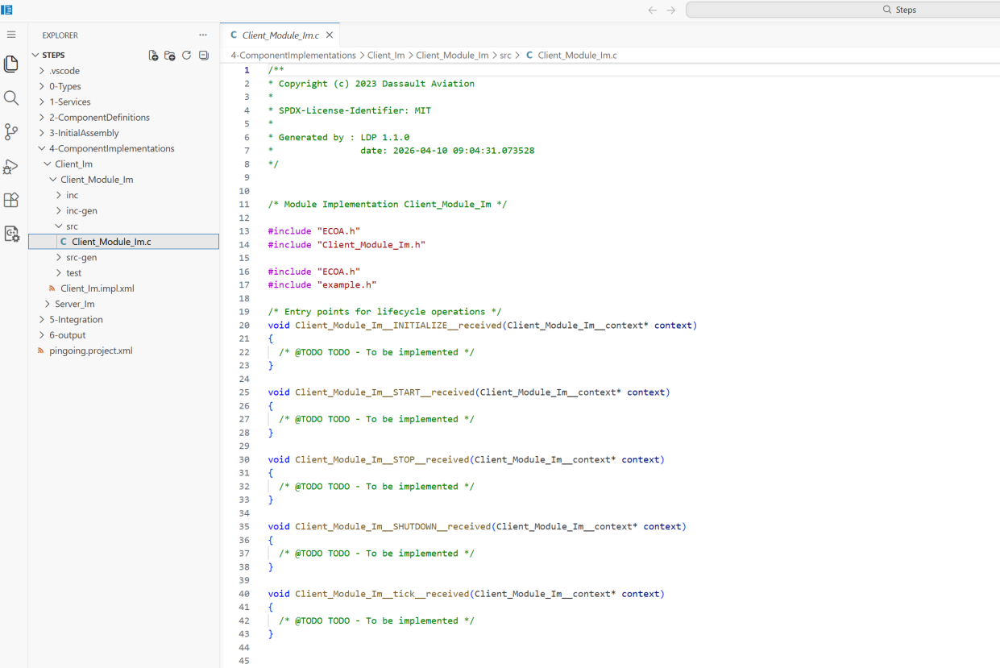 Steps
EXPLORER
···
STEPS
.vscode
0-Types
1-Services
2-ComponentDefinitions
3-InitialAssembly
4-ComponentImplementations
Client_Im
Client_Module_Im
inc
inc-gen
src
C Client_Module_Im.c
src-gen
test
Client_Im.impl.xml
Server_Im
5-Integration
6-output
pingoing.project.xml
C Client_Module_Im.c
4-ComponentImplementations > Client_Im > Client_Module_Im > src > C Client_Module_Im.c
1 /**
2 * Copyright (c) 2023 Dassault Aviation
3 *
4 * SPDX-License-Identifier: MIT
5 *
6 * Generated by : LDP 1.1.0
7 *                date: 2026-04-10 09:04:31.073528
8 */
9
10
11 /* Module Implementation Client_Module_Im */
12
13 #include "ECOA.h"
14 #include "Client_Module_Im.h"
15
16 #include "ECOA.h"
17 #include "example.h"
18
19 /* Entry points for lifecycle operations */
20 void Client_Module_Im__INITIALIZE__received(Client_Module_Im__context* context)
21 {
22   /* @TODO TODO - To be implemented */
23 }
24
25 void Client_Module_Im__START__received(Client_Module_Im__context* context)
26 {
27   /* @TODO TODO - To be implemented */
28 }
29
30 void Client_Module_Im__STOP__received(Client_Module_Im__context* context)
31 {
32   /* @TODO TODO - To be implemented */
33 }
34
35 void Client_Module_Im__SHUTDOWN__received(Client_Module_Im__context* context)
36 {
37   /* @TODO TODO - To be implemented */
38 }
39
40 void Client_Module_Im__tick__received(Client_Module_Im__context* context)
41 {
42   /* @TODO TODO - To be implemented */
43 }
44
45